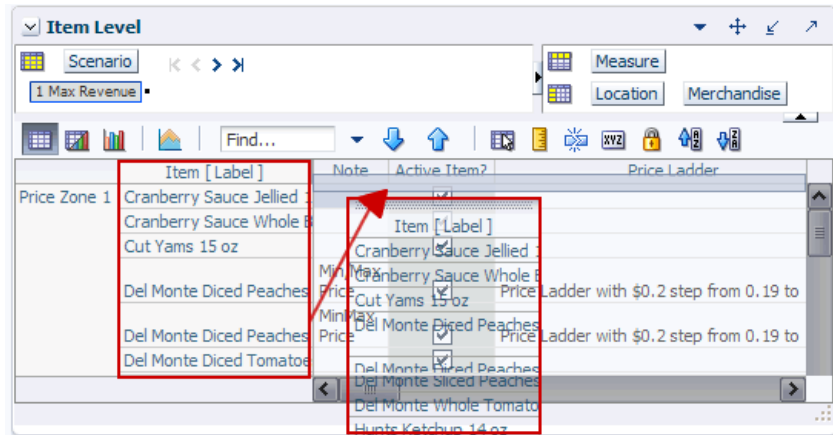 Item Level
Scenario
Measure
1 Max Revenue
Location Merchandise
Find...
XYZ
Item [ Label ] Note Active Item? Price Ladder
Price Zone 1 Cranberry Sauce Jellied 1
Cranberry Sauce Whole B
Cut Yams 15 oz
Del Monte Diced Peaches Min/Max Price Price Ladder with $0.2 step from 0.19 to
Del Monte Diced Peaches MinMax Price Price Ladder with $0.2 step from 0.19 to
Del Monte Diced Tomatoe
Item [ Label ]
Cranberry Sauce Jellied 1
Cranberry Sauce Whole B
Cut Yams 15 oz
Del Monte Diced Peaches
Del Monte Diced Peaches
Del Monte Sliced Peaches
Del Monte Whole Tomato
Hunts Ketchup 14 oz